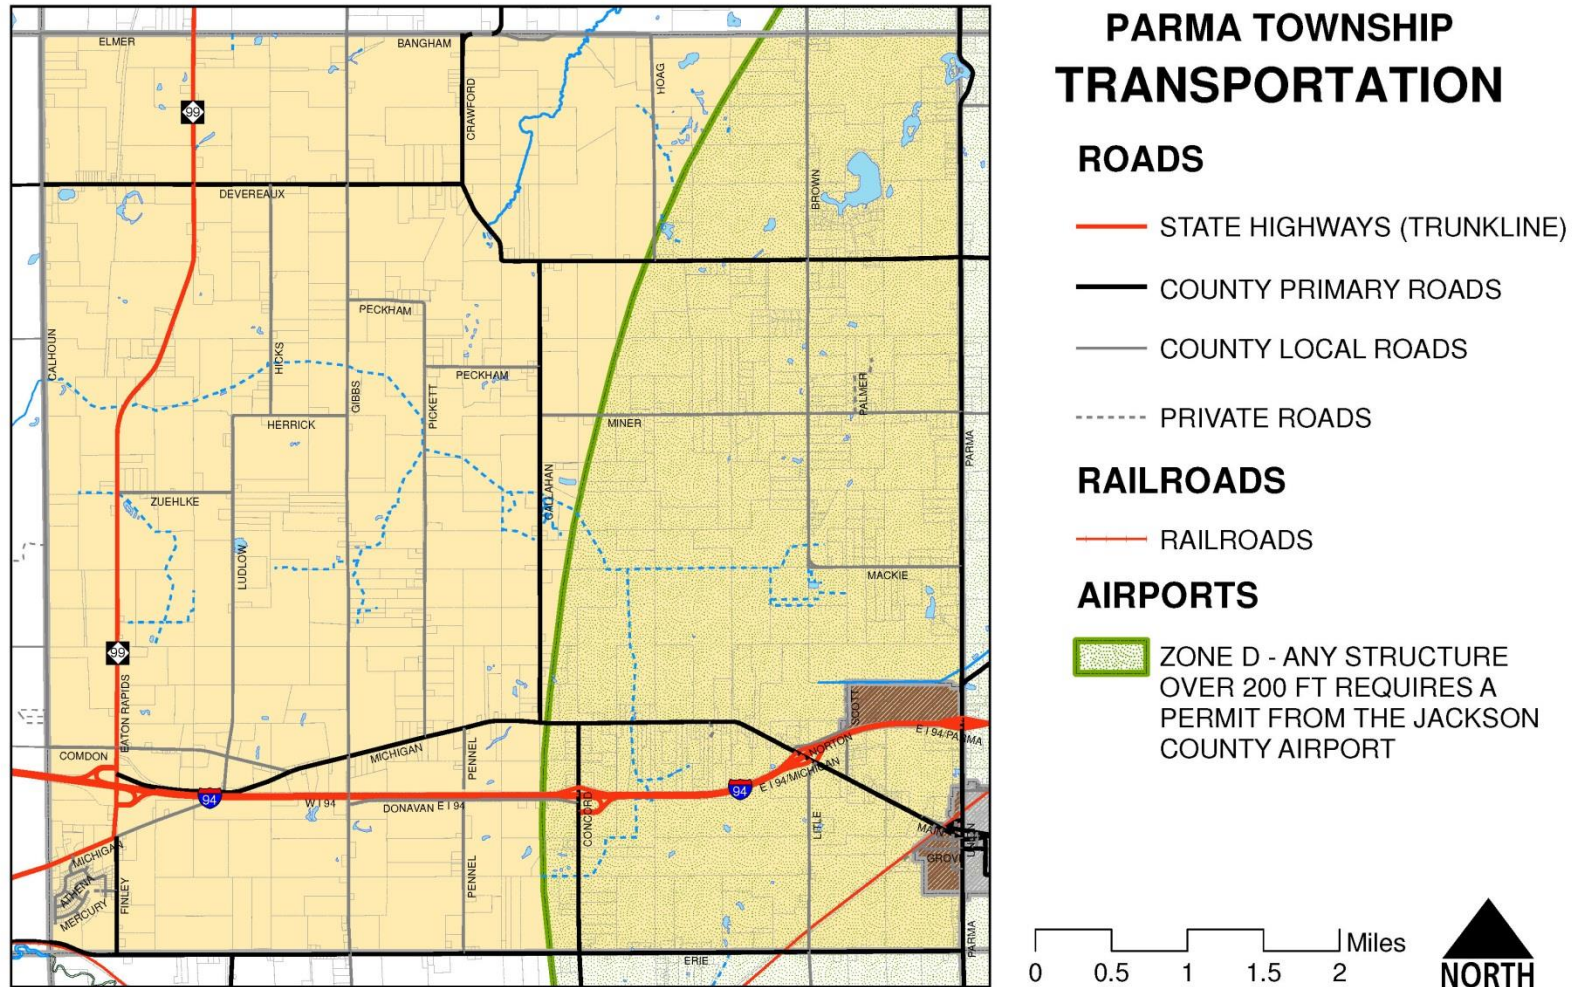 PARMA TOWNSHIP
TRANSPORTATION
ROADS
STATE HIGHWAYS (TRUNKLINE)
COUNTY PRIMARY ROADS
COUNTY LOCAL ROADS
PRIVATE ROADS
RAILROADS
RAILROADS
AIRPORTS
ZONE D - ANY STRUCTURE
OVER 200 FT REQUIRES A
PERMIT FROM THE JACKSON
COUNTY AIRPORT
Miles
0 0.5 1 1.5 2
NORTH
ELMER
BANGHAM
CRAWFORD
HOAG
99
DEVEREAUX
BROWN
PECKHAM
CALHOUN
HICKS
GIBBS
PECKHAM
PICKETT
PALMER
HERRICK
MINER
PARMA
CALLAHAN
ZUEHLKE
LUDLOW
MACKIE
99
EATON RAPIDS
SCOTT
COMDON
MICHIGAN
PENNEL
NORTON
E I 94/PARMA
E I 94/MICHIGAN
94
W I 94
DONAVAN
E I 94
CONCORD
94
LITLE
MAIN
UNION
MICHIGAN
ATHENA
MERCURY
FINLEY
PENNEL
PARMA
ERIE